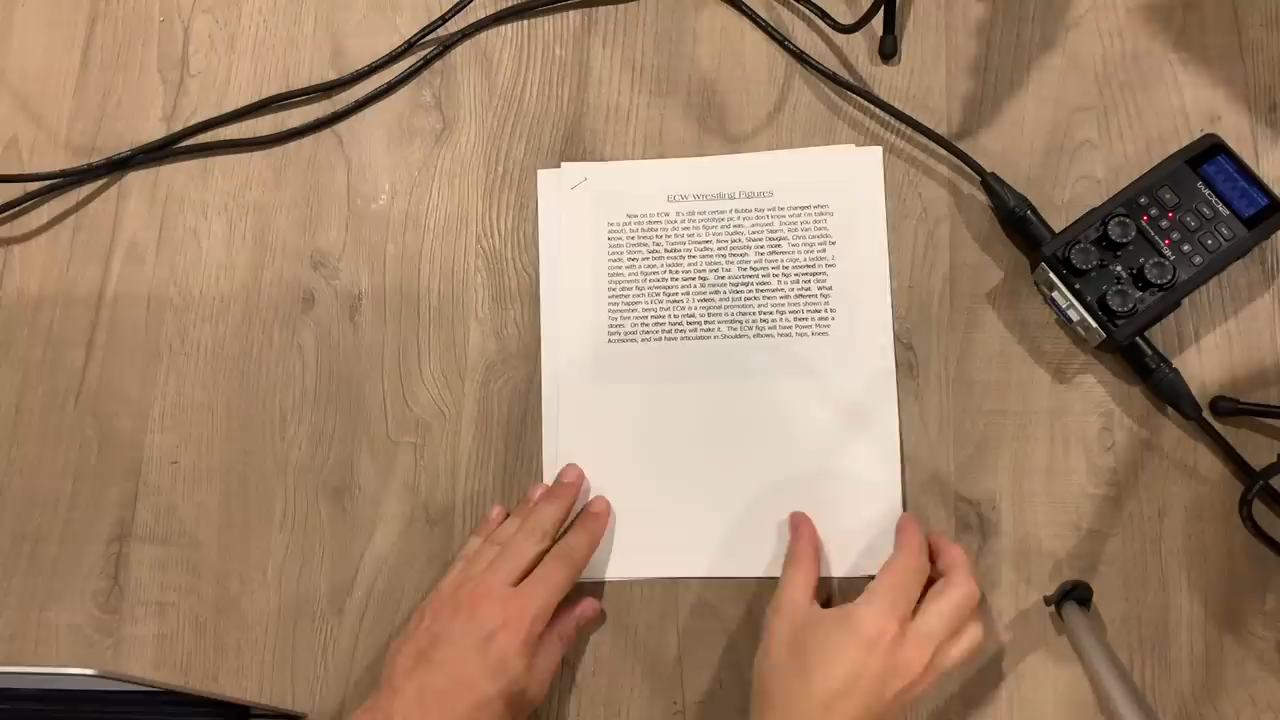 ECW Wrestling Figures
Now on to ECW. It's still not certain if Bubba Ray will be changed when
he is put into stores (look at the prototype pic if you don't know what I'm talking
about), but Bubba ray did see his figure and was....amused. Incase you don't
know, the lineup for he first set is: D-Von Dudley, Lance Storm, Rob Van Dam,
Justin Credible, Taz, Tommy Dreamer, New jack, Shane Douglas, Chris candido,
Lance Storm, Sabu, Bubba ray Dudley, and possibly one more. Two rings will be
made, they are both exactly the same ring though. The difference is one will
come with a cage, a ladder, and 2 tables, the other will have a cage, a ladder, 2
tables, and figures of Rob van Dam and Taz. The figures will be assorted in two
shippments of exactly the same figs. One assortment will be figs w/weapons,
the other figs w/weapons and a 30 minute highlight video. It is still not clear
whether each ECW figure will come with a Video on themselves, or what. What
may happen is ECW makes 2-3 videos, and just packs them with different figs.
Remember, being that ECW is a regional promotion, and some lines shown at
Toy faire never make it to retail, so there is a chance these figs won't make it to
stores. On the other hand, being that wrestling is as big as it is, there is also a
fairly good chance that they will make it. The ECW figs will have Power Move
Accesories, and will have articulation in:Shoulders, elbows, head, hips, knees.
ZOOM
H5